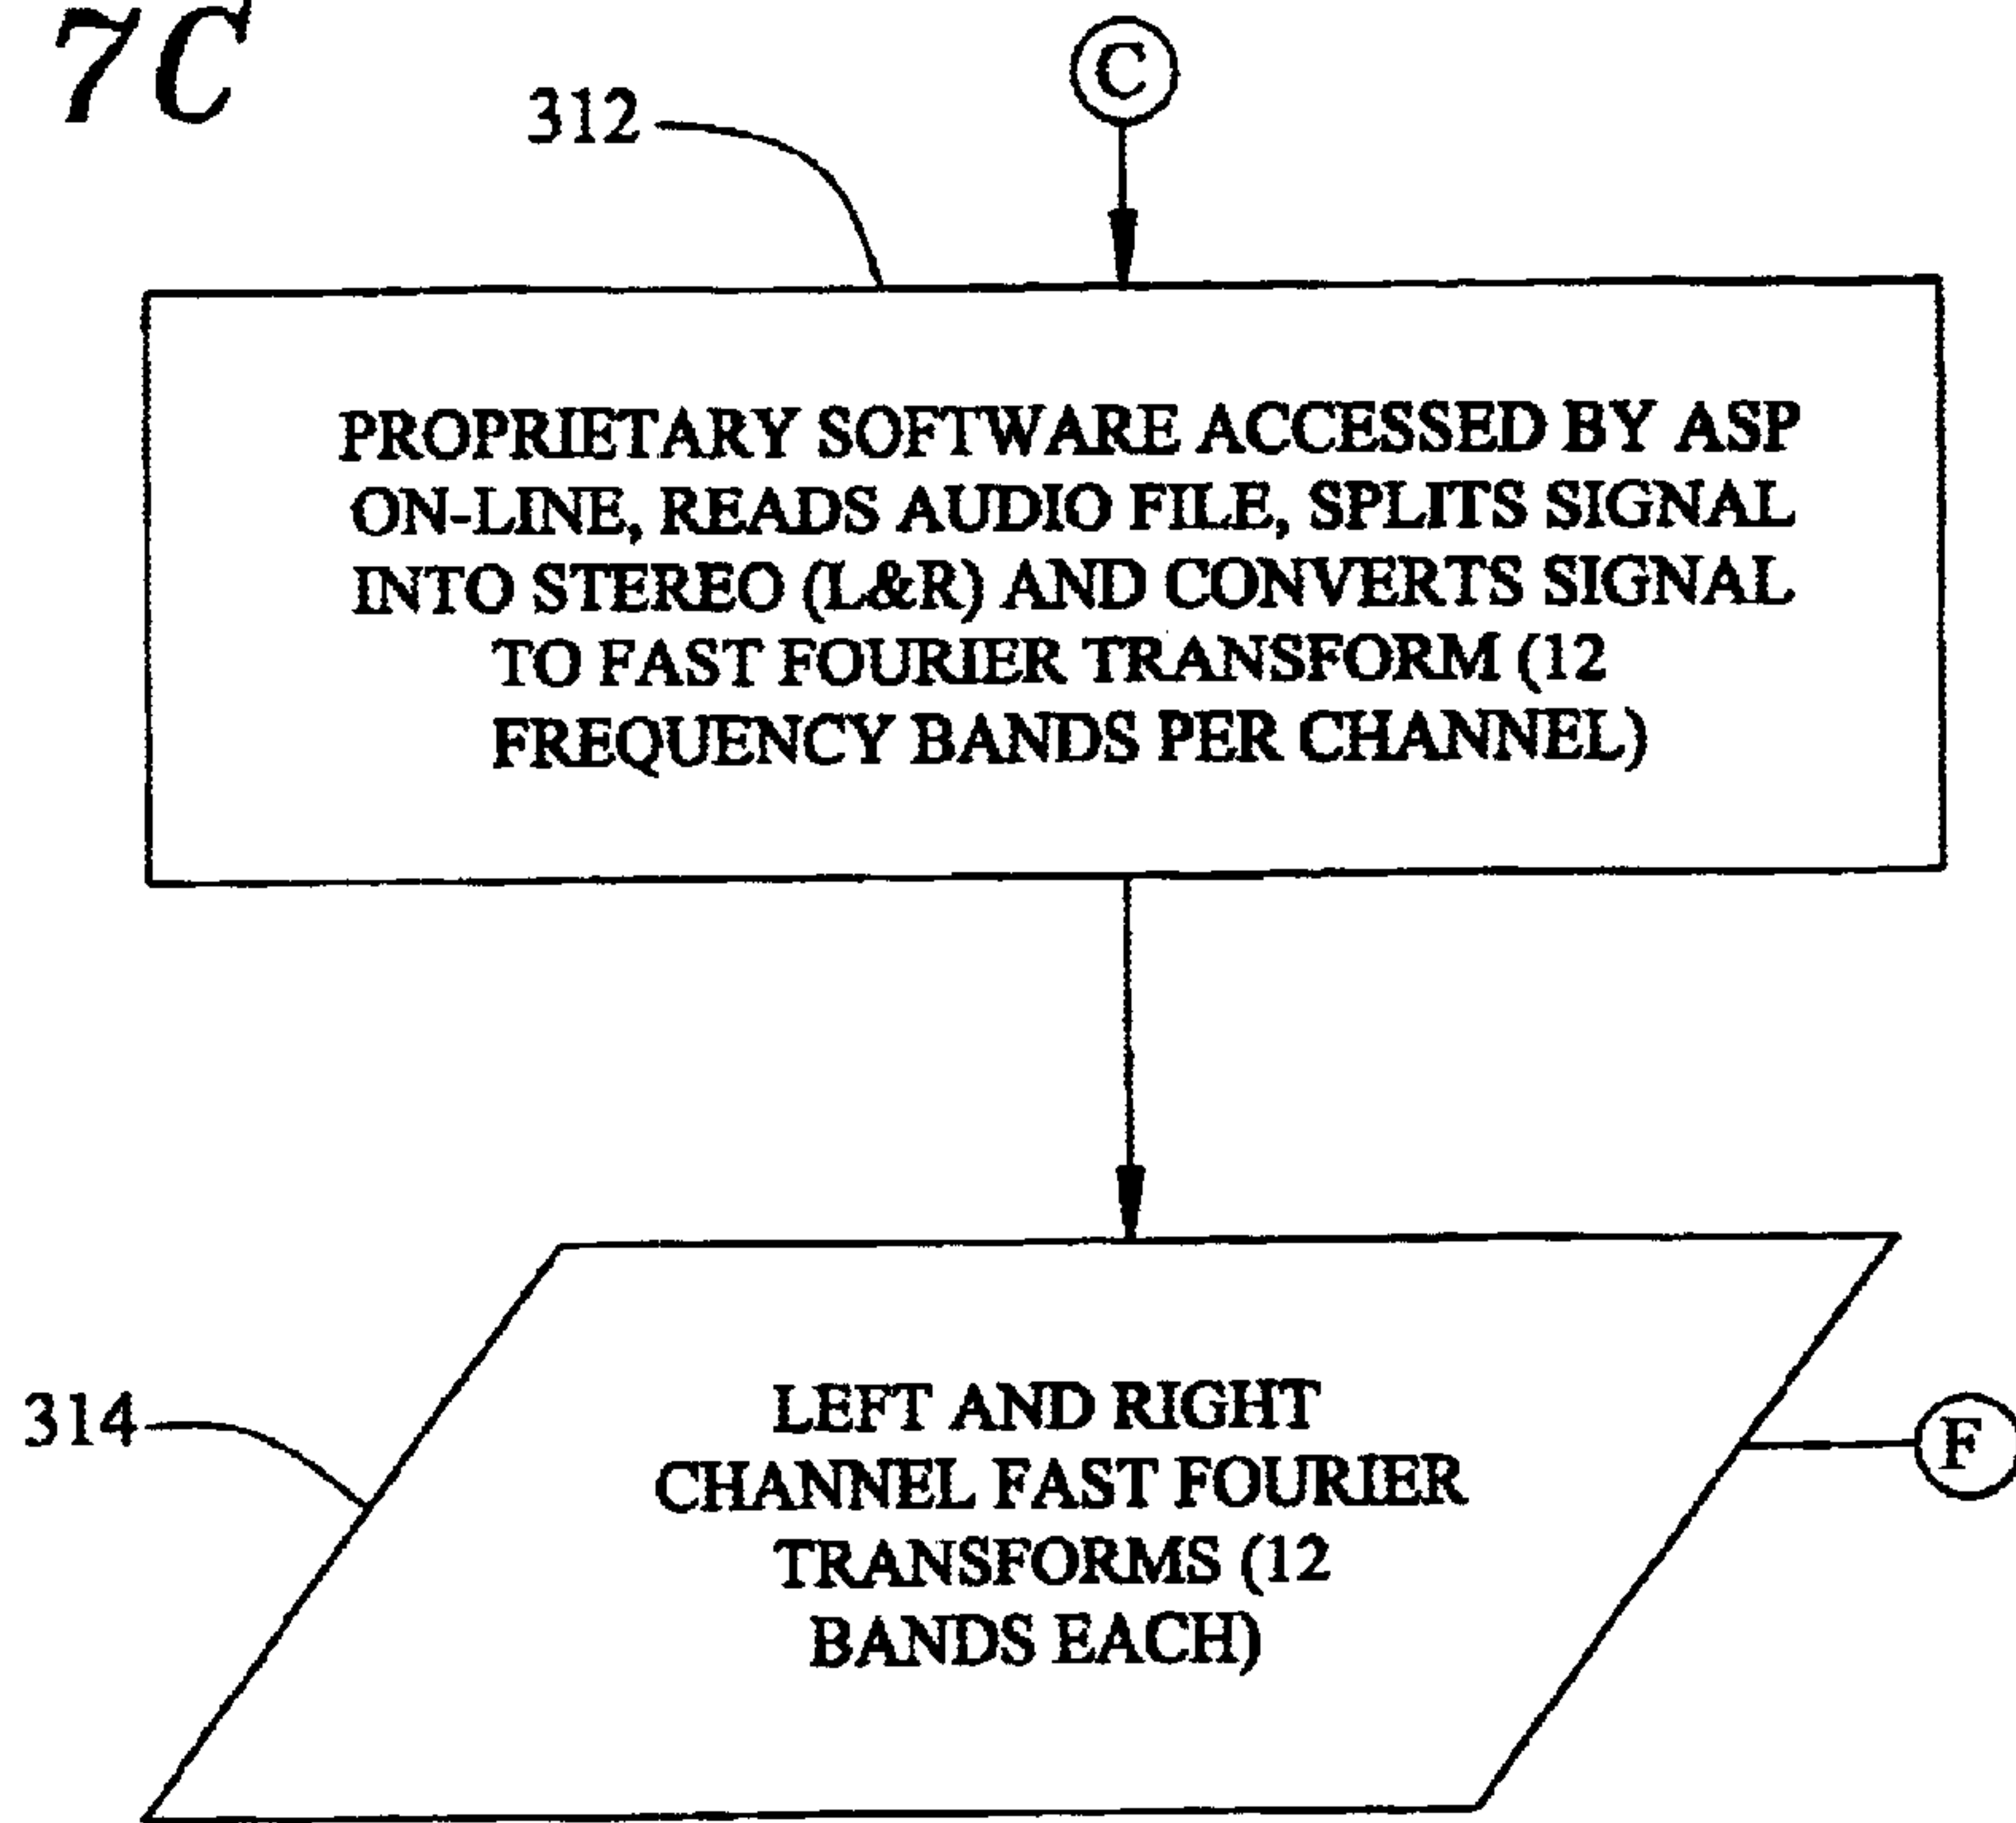 7C
C
312
PROPRIETARY SOFTWARE ACCESSED BY ASP
ON-LINE, READS AUDIO FILE, SPLITS SIGNAL
INTO STEREO (L&R) AND CONVERTS SIGNAL
TO FAST FOURIER TRANSFORM (12
FREQUENCY BANDS PER CHANNEL)
314
LEFT AND RIGHT
CHANNEL FAST FOURIER
TRANSFORMS (12
BANDS EACH)
F